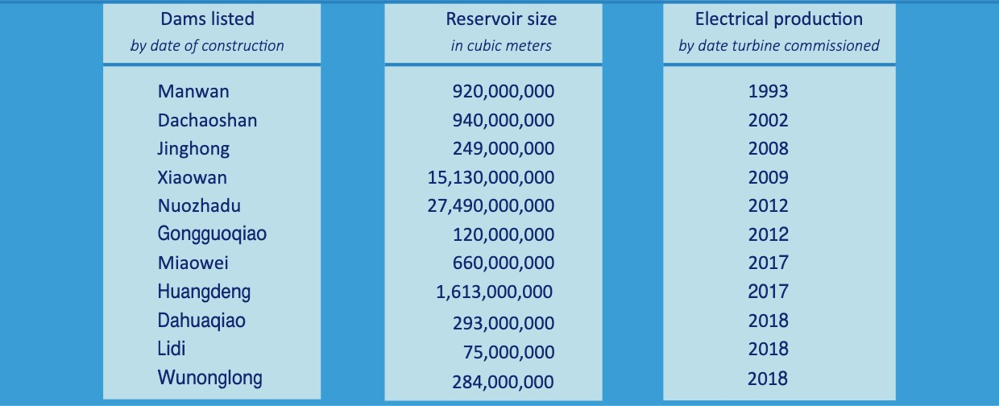 Dams listed Reservoir size Electrical production
by date of construction in cubic meters by date turbine commissioned
Manwan 920,000,000 1993
Dachaoshan 940,000,000 2002
Jinghong 249,000,000 2008
Xiaowan 15,130,000,000 2009
Nuozhadu 27,490,000,000 2012
Gongguoqiao 120,000,000 2012
Miaowei 660,000,000 2017
Huangdeng 1,613,000,000 2017
Dahuaqiao 293,000,000 2018
Lidi 75,000,000 2018
Wunonglong 284,000,000 2018